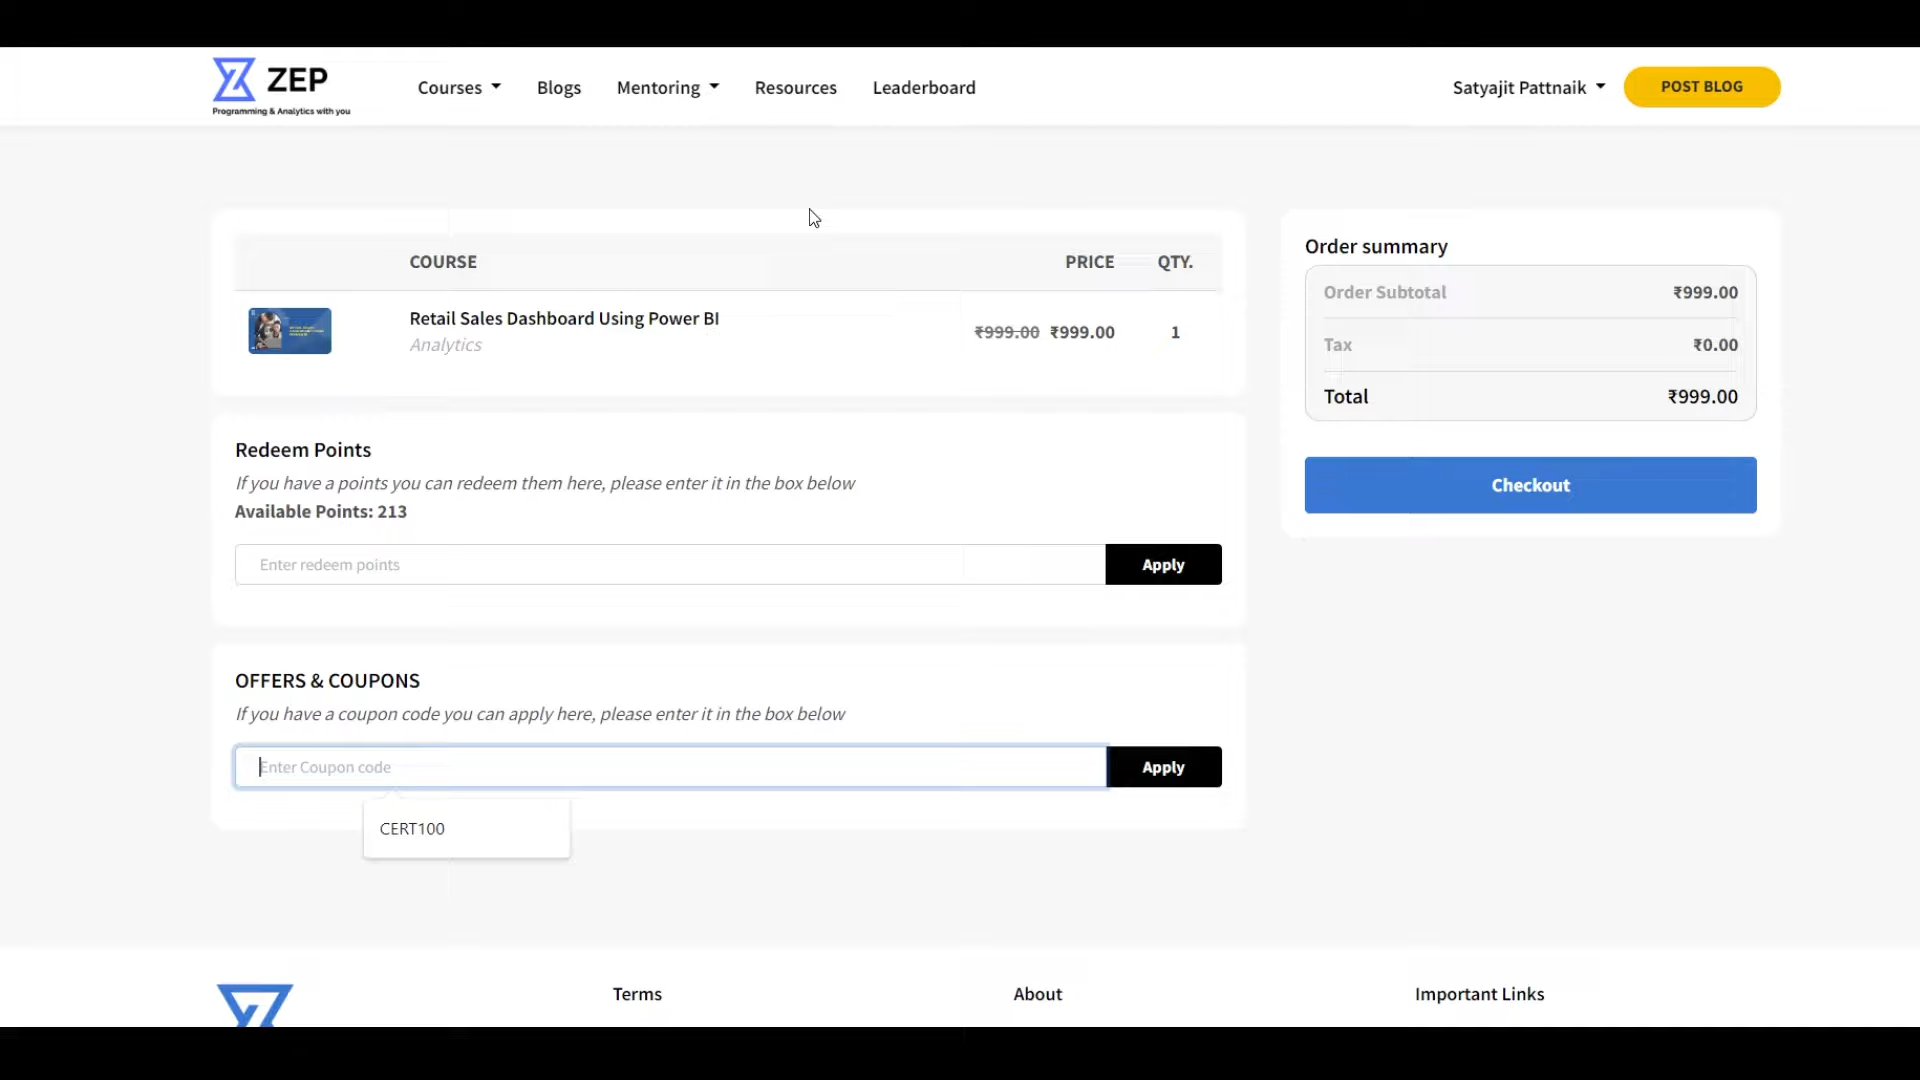 ZEP
Programming & Analytics with you
Courses
Blogs
Mentoring
Resources
Leaderboard
Satyajit Pattnaik
POST BLOG
COURSE PRICE QTY.
Retail Sales Dashboard Using Power BI
Analytics
₹999.00 ₹999.00 1
Redeem Points
If you have a points you can redeem them here, please enter it in the box below
Available Points: 213
Enter redeem points
Apply
OFFERS & COUPONS
If you have a coupon code you can apply here, please enter it in the box below
Enter Coupon code
Apply
CERT100
Order summary
Order Subtotal ₹999.00
Tax ₹0.00
Total ₹999.00
Checkout
Terms
About
Important Links